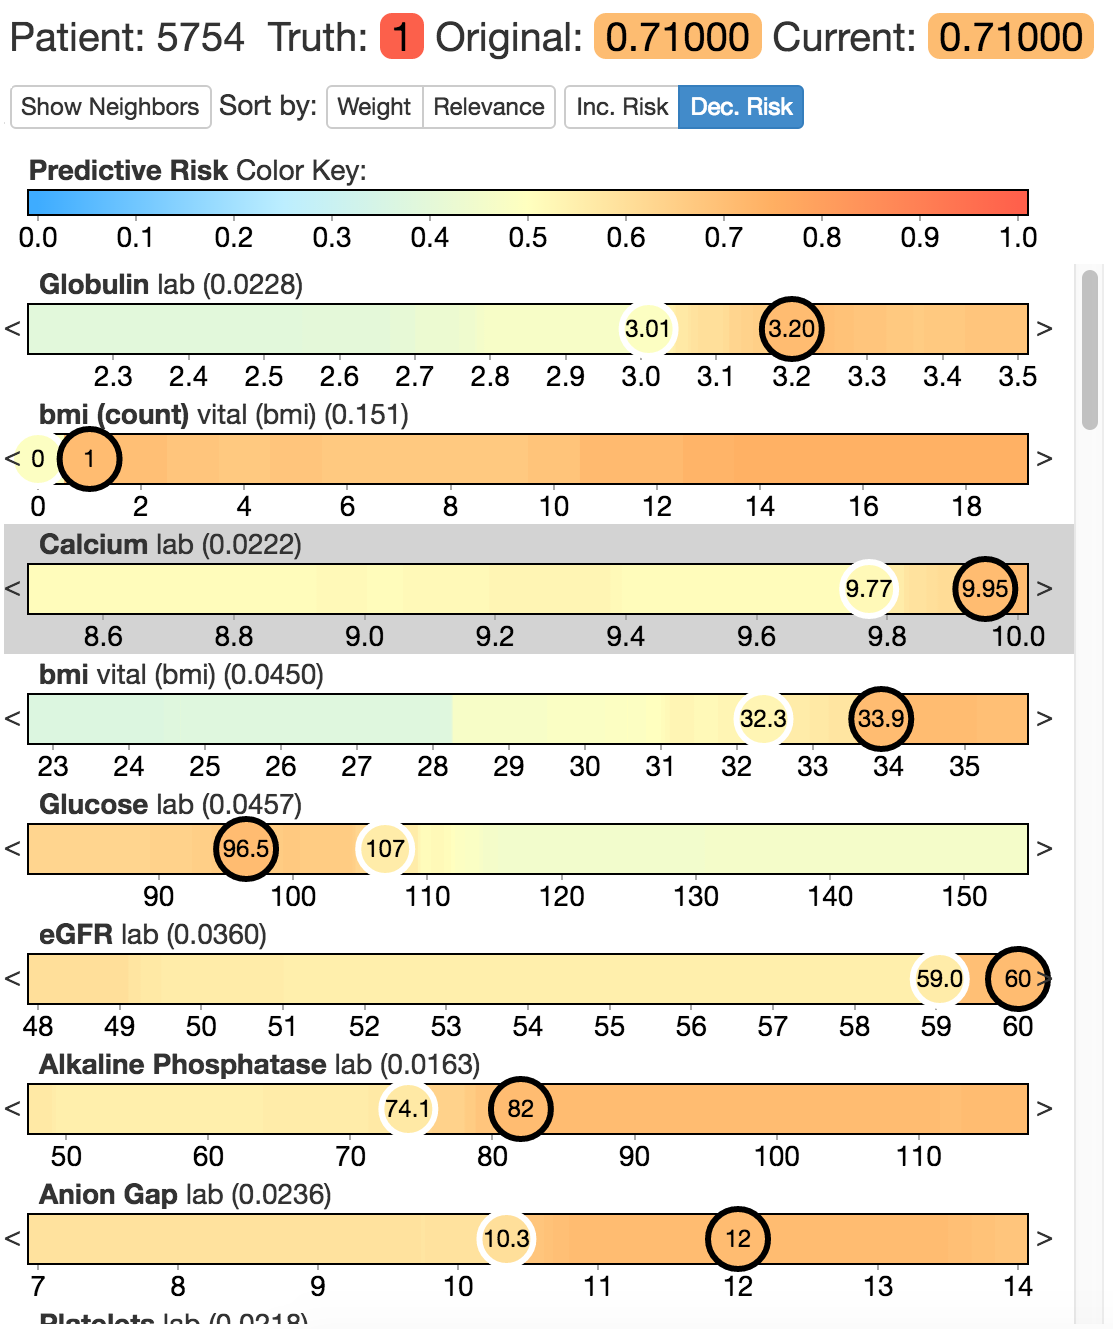 Patient: 5754 Truth: 1 Original: 0.71000 Current: 0.71000
Show Neighbors Sort by: Weight Relevance Inc. Risk Dec. Risk
Predictive Risk Color Key:
0.0 0.1 0.2 0.3 0.4 0.5 0.6 0.7 0.8 0.9 1.0
Globulin lab (0.0228)
< 3.01 3.20 >
2.3 2.4 2.5 2.6 2.7 2.8 2.9 3.0 3.1 3.2 3.3 3.4 3.5
bmi (count) vital (bmi) (0.151)
< 0 1 >
0 2 4 6 8 10 12 14 16 18
Calcium lab (0.0222)
< 9.77 9.95 >
8.6 8.8 9.0 9.2 9.4 9.6 9.8 10.0
bmi vital (bmi) (0.0450)
< 32.3 33.9 >
23 24 25 26 27 28 29 30 31 32 33 34 35
Glucose lab (0.0457)
< 96.5 107 >
90 100 110 120 130 140 150
eGFR lab (0.0360)
< 59.0 60 >
48 49 50 51 52 53 54 55 56 57 58 59 60
Alkaline Phosphatase lab (0.0163)
< 74.1 82 >
50 60 70 80 90 100 110
Anion Gap lab (0.0236)
< 10.3 12 >
7 8 9 10 11 12 13 14
Platelets lab (0.0218)